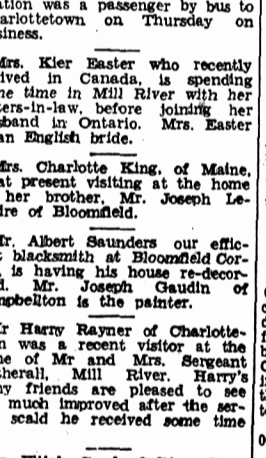 ation was a passenger by bus to
arlottetown on Thursday on
siness.
Mrs. Kier Easter who recently
ived in Canada, is spending
me time in Mill River with her
ters-in-law, before joining her
sband in Ontario. Mrs. Easter
an English bride.
Mrs. Charlotte King, of Maine,
at present visiting at the home
her brother, Mr. Joseph Le-
ire of Bloomfield.
Mr. Albert Saunders our effic-
t blacksmith at Bloomfield Cor-
, is having his house re-decor-
d. Mr. Joseph Gaudin of
mpbellton is the painter.
r Harry Rayner of Charlotte-
n was a recent visitor at the
me of Mr and Mrs. Sergeant
therall, Mill River. Harry's
ny friends are pleased to see
much improved after the ser-
scald he received some time